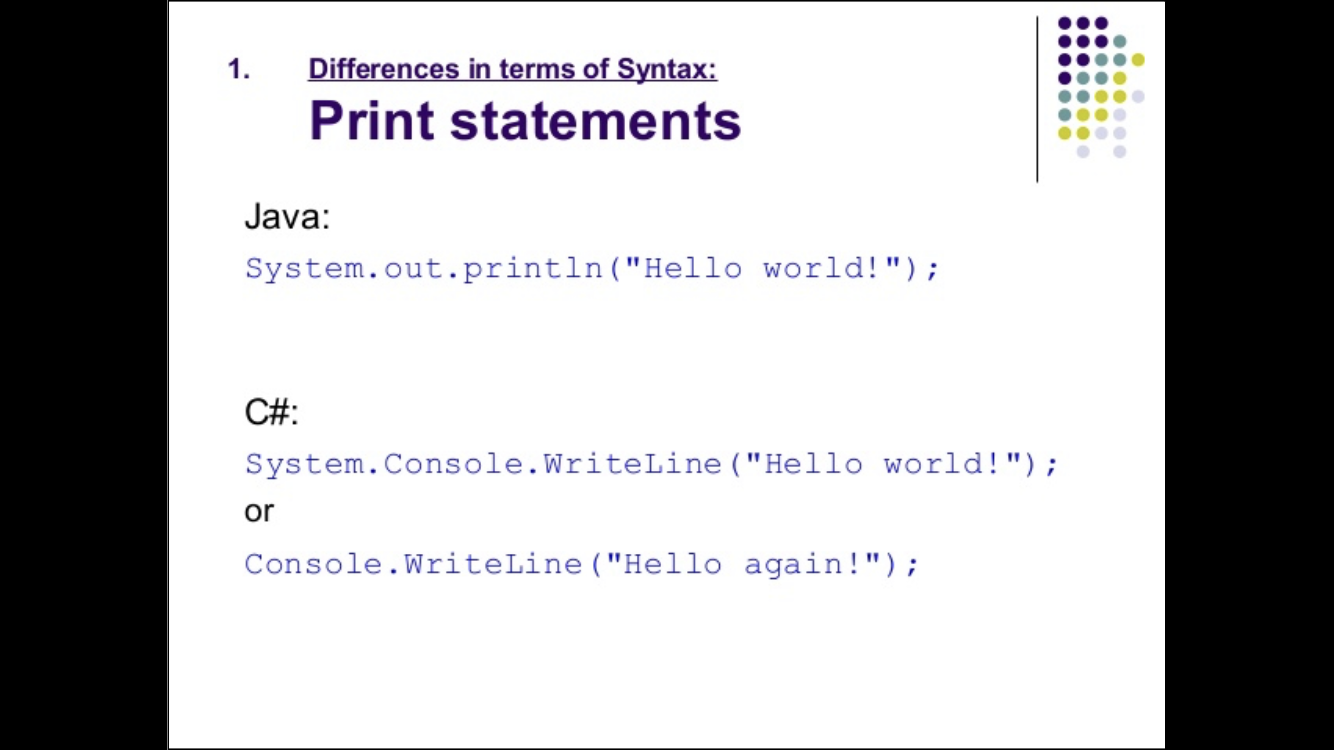 1. Differences in terms of Syntax:
Print statements
Java:
System.out.println("Hello world!");
C#:
System.Console.WriteLine("Hello world!");
or
Console.WriteLine("Hello again!");